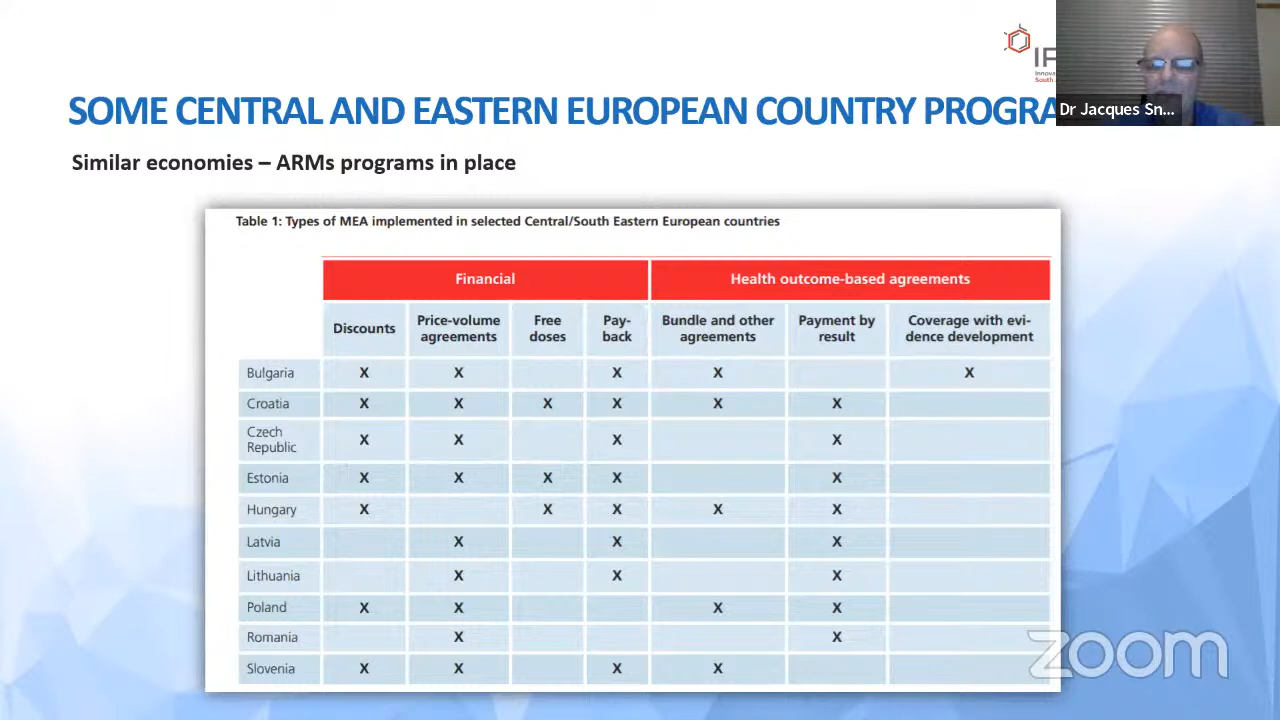 SOME CENTRAL AND EASTERN EUROPEAN COUNTRY
Similar economies – ARMs programs in place
Dr Jacques Sn...
Table 1: Types of MEA implemented in selected Central/South Eastern European countries
Financial Health outcome-based agreements
Discounts Price-volume agreements Free doses Pay-back Bundle and other agreements Payment by result Coverage with evi-dence development
Bulgaria X X X X X
Croatia X X X X X X
Czech Republic X X X X
Estonia X X X X X
Hungary X X X X X
Latvia X X X
Lithuania X X X
Poland X X X X
Romania X X
Slovenia X X X X
zoom